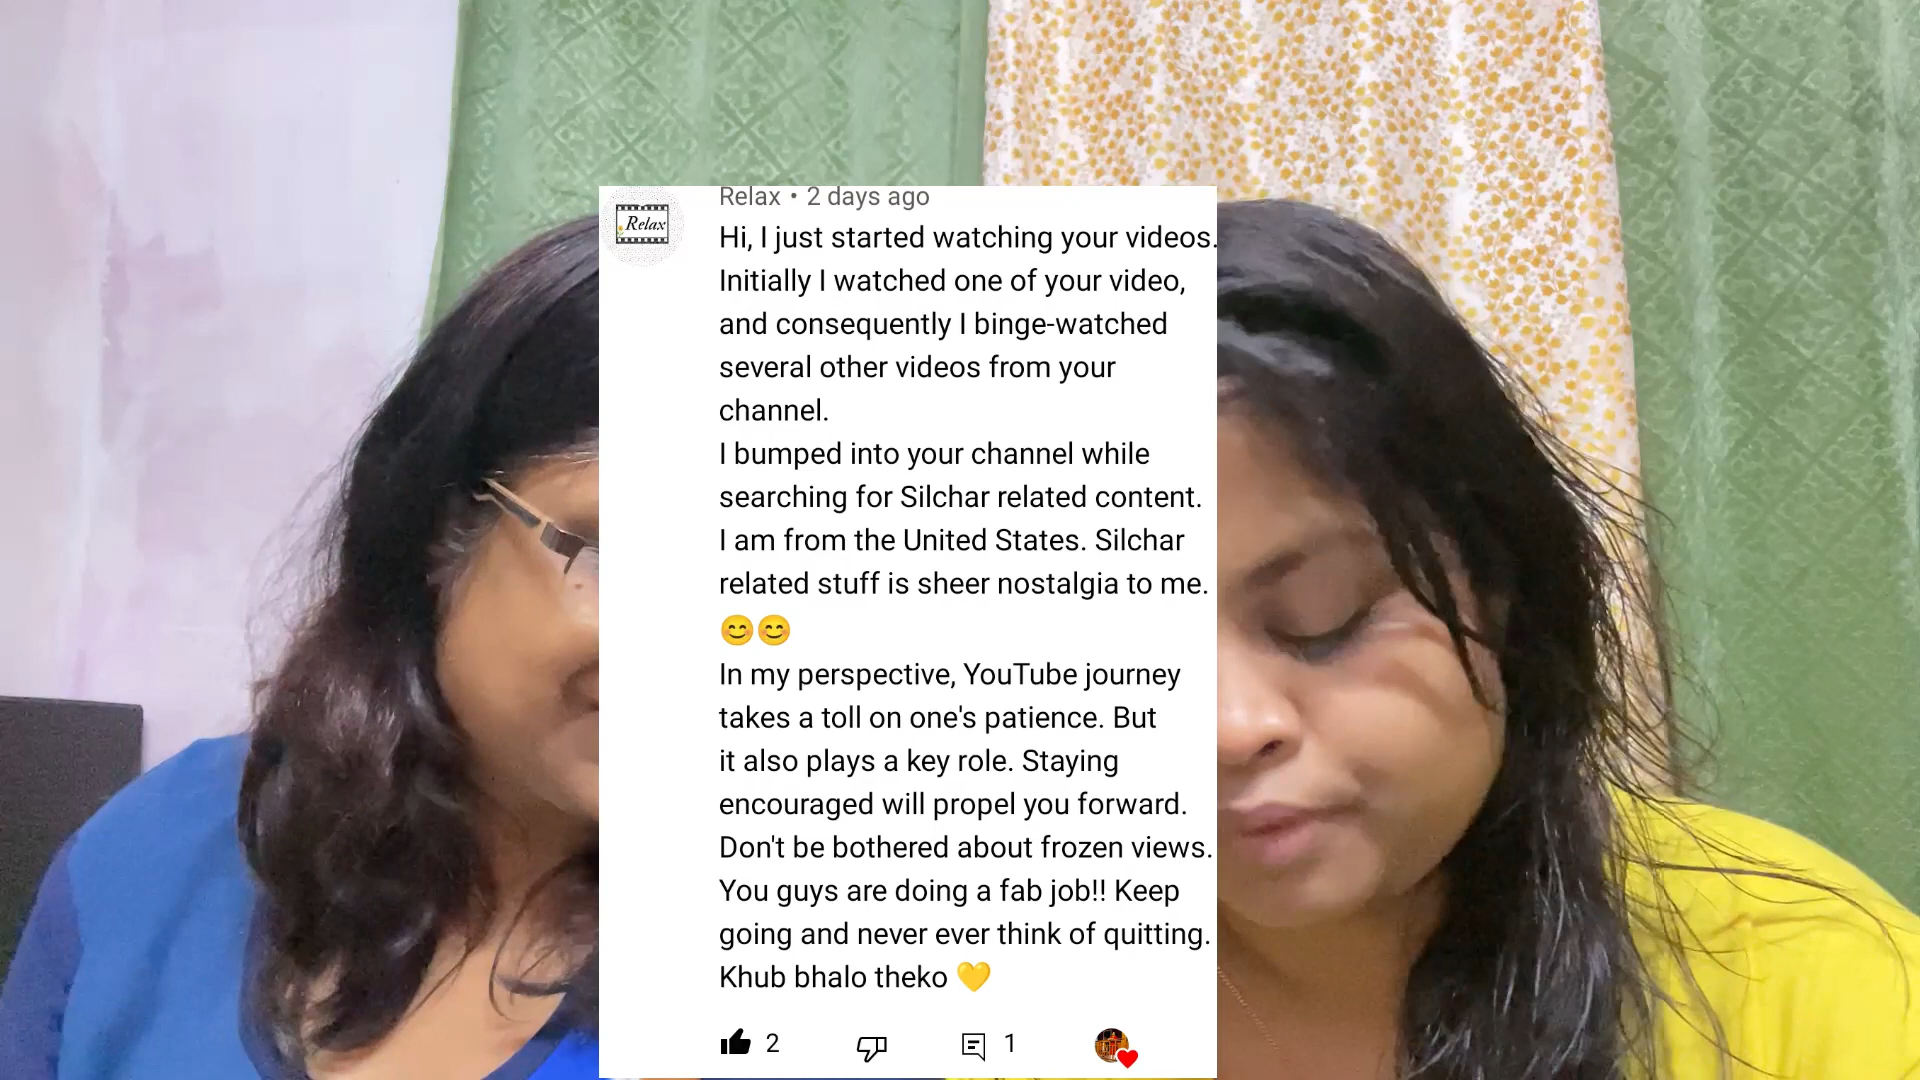 Relax • 2 days ago
Relax
Hi, I just started watching your videos.
Initially I watched one of your video,
and consequently I binge-watched
several other videos from your
channel.
I bumped into your channel while
searching for Silchar related content.
I am from the United States. Silchar
related stuff is sheer nostalgia to me.
😊😊
In my perspective, YouTube journey
takes a toll on one's patience. But
it also plays a key role. Staying
encouraged will propel you forward.
Don't be bothered about frozen views.
You guys are doing a fab job!! Keep
going and never ever think of quitting.
Khub bhalo theko 💛
2 1